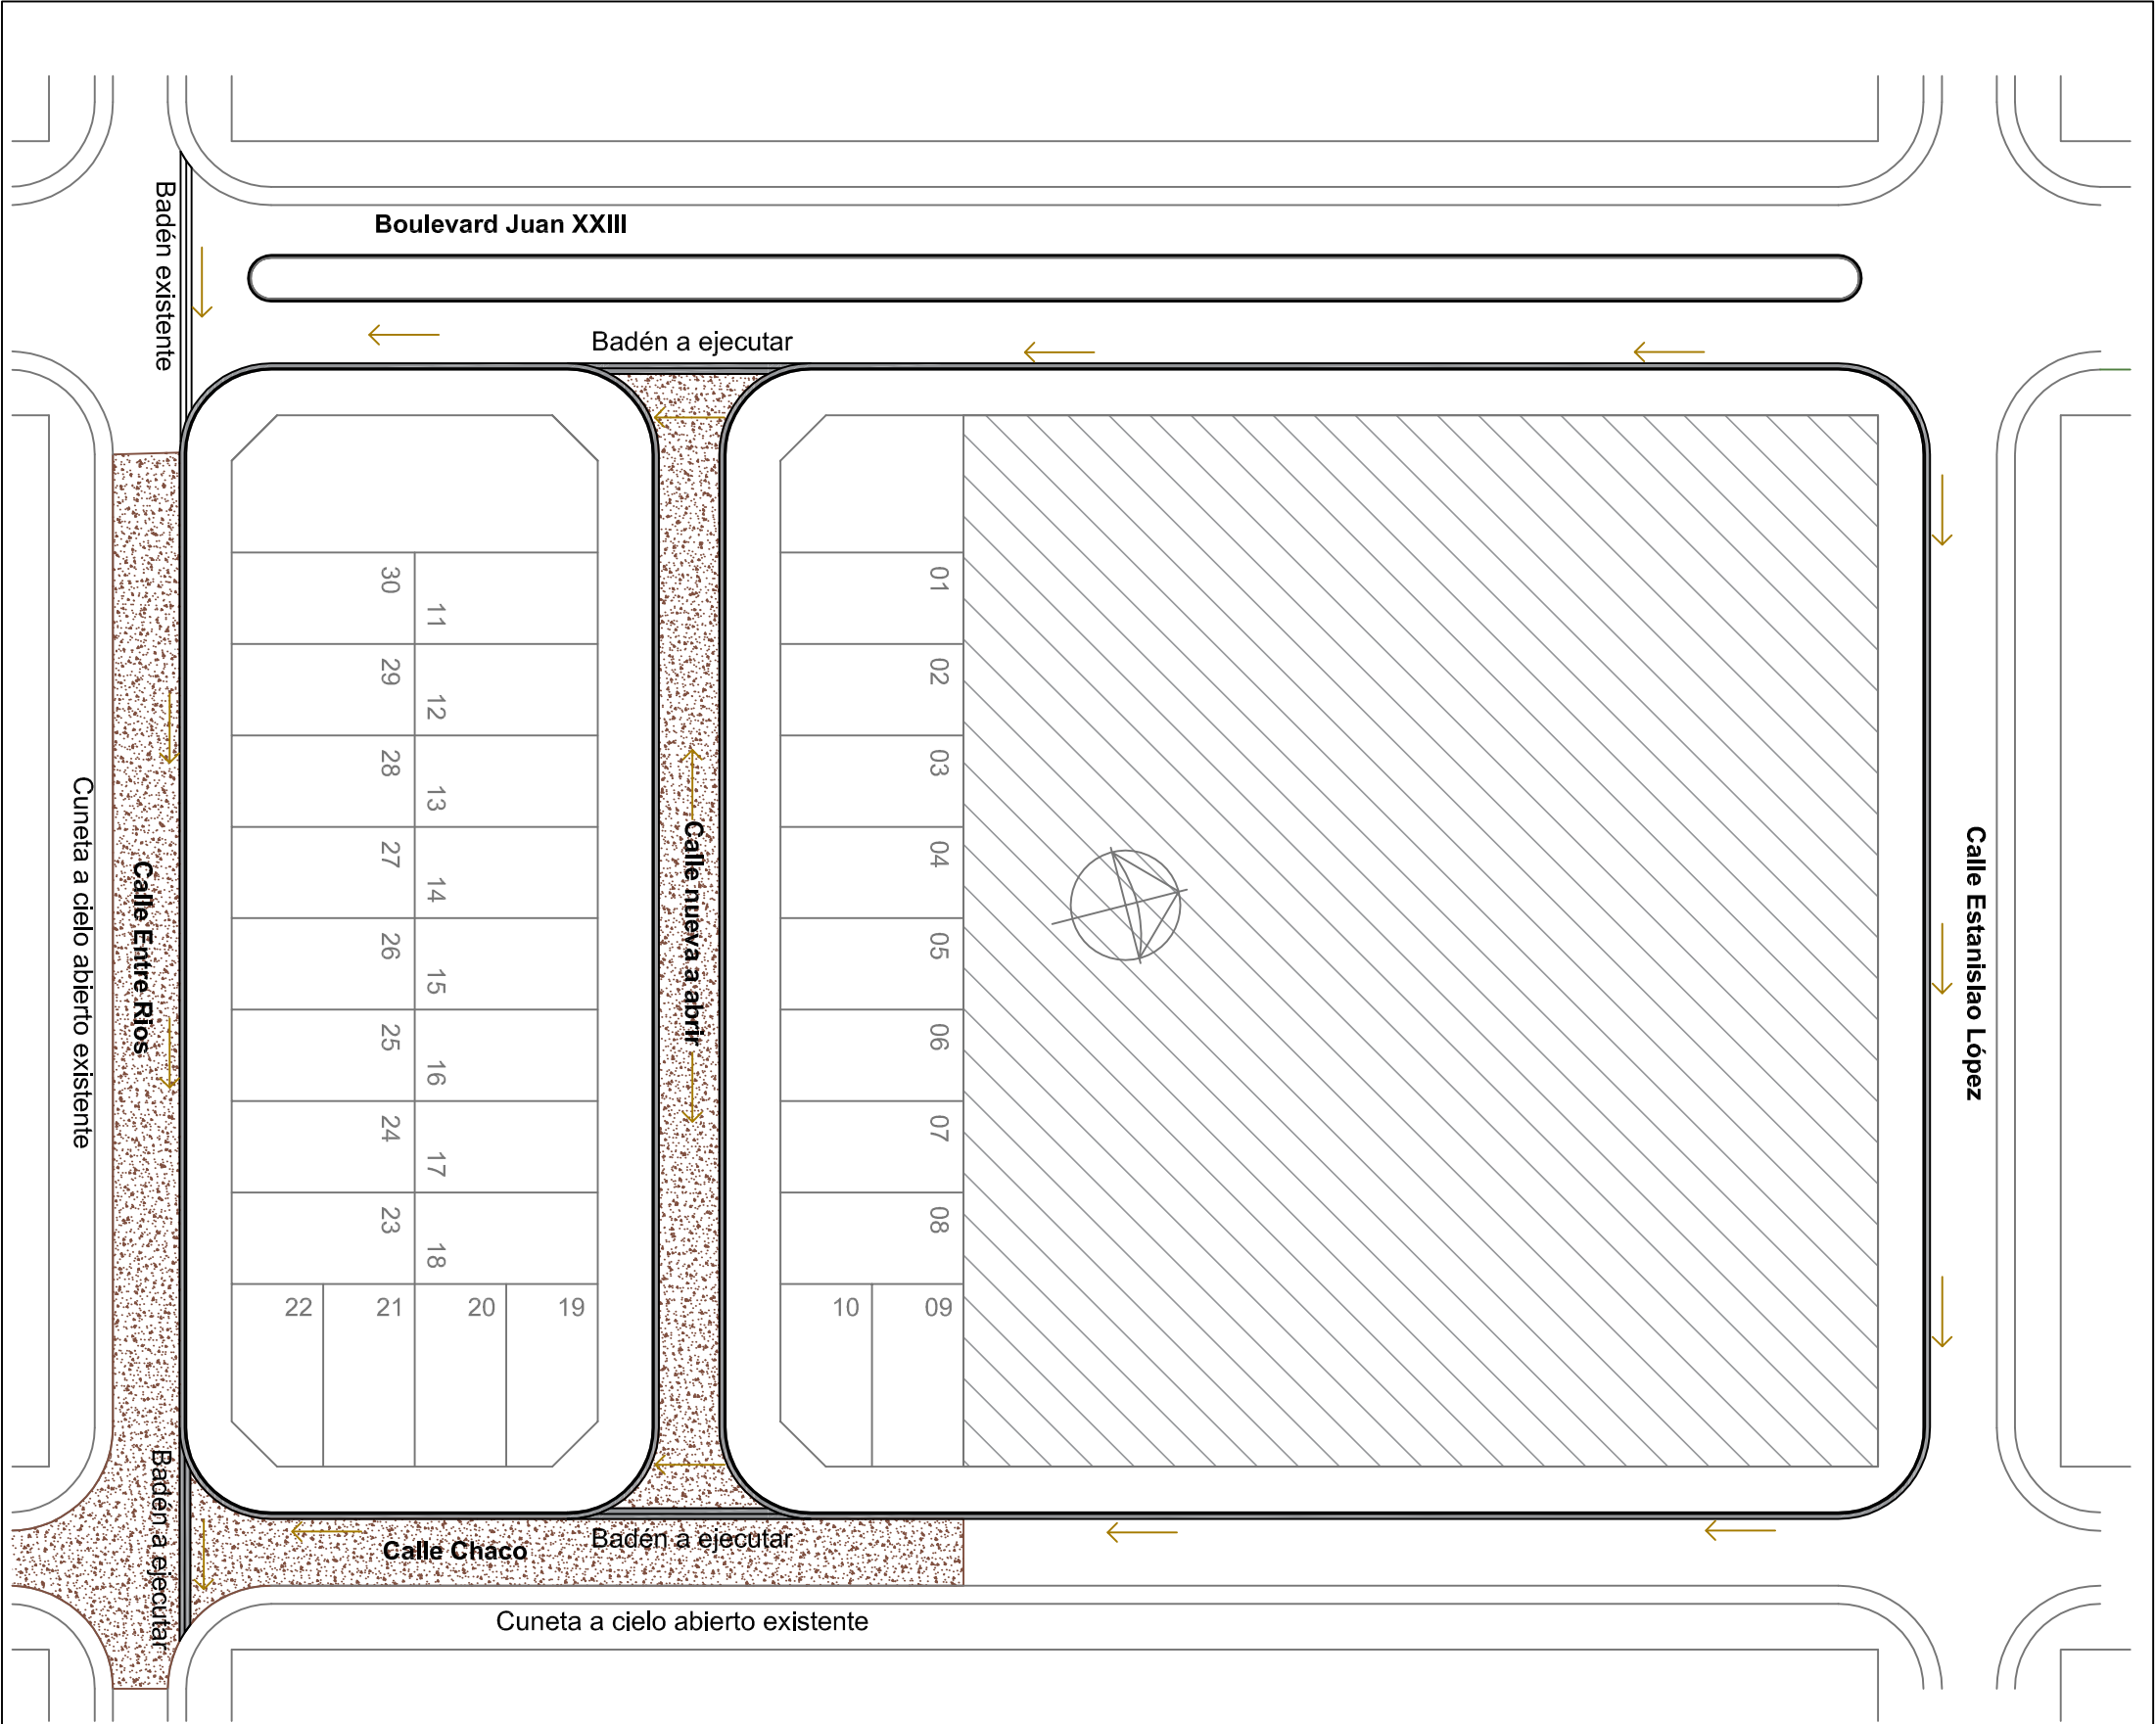 Boulevard Juan XXIII
Badén existente
Badén a ejecutar
30
11
01
29
12
02
28
13
03
27
14
04
26
15
05
25
16
06
24
17
07
23
18
08
22
21
20
19
10
09
Cuneta a cielo abierto existente
Calle Entre Rios
Calle nueva a abrir
Calle Estanislao López
Badén a ejecutar
Badén a ejecutar
Calle Chaco
Cuneta a cielo abierto existente